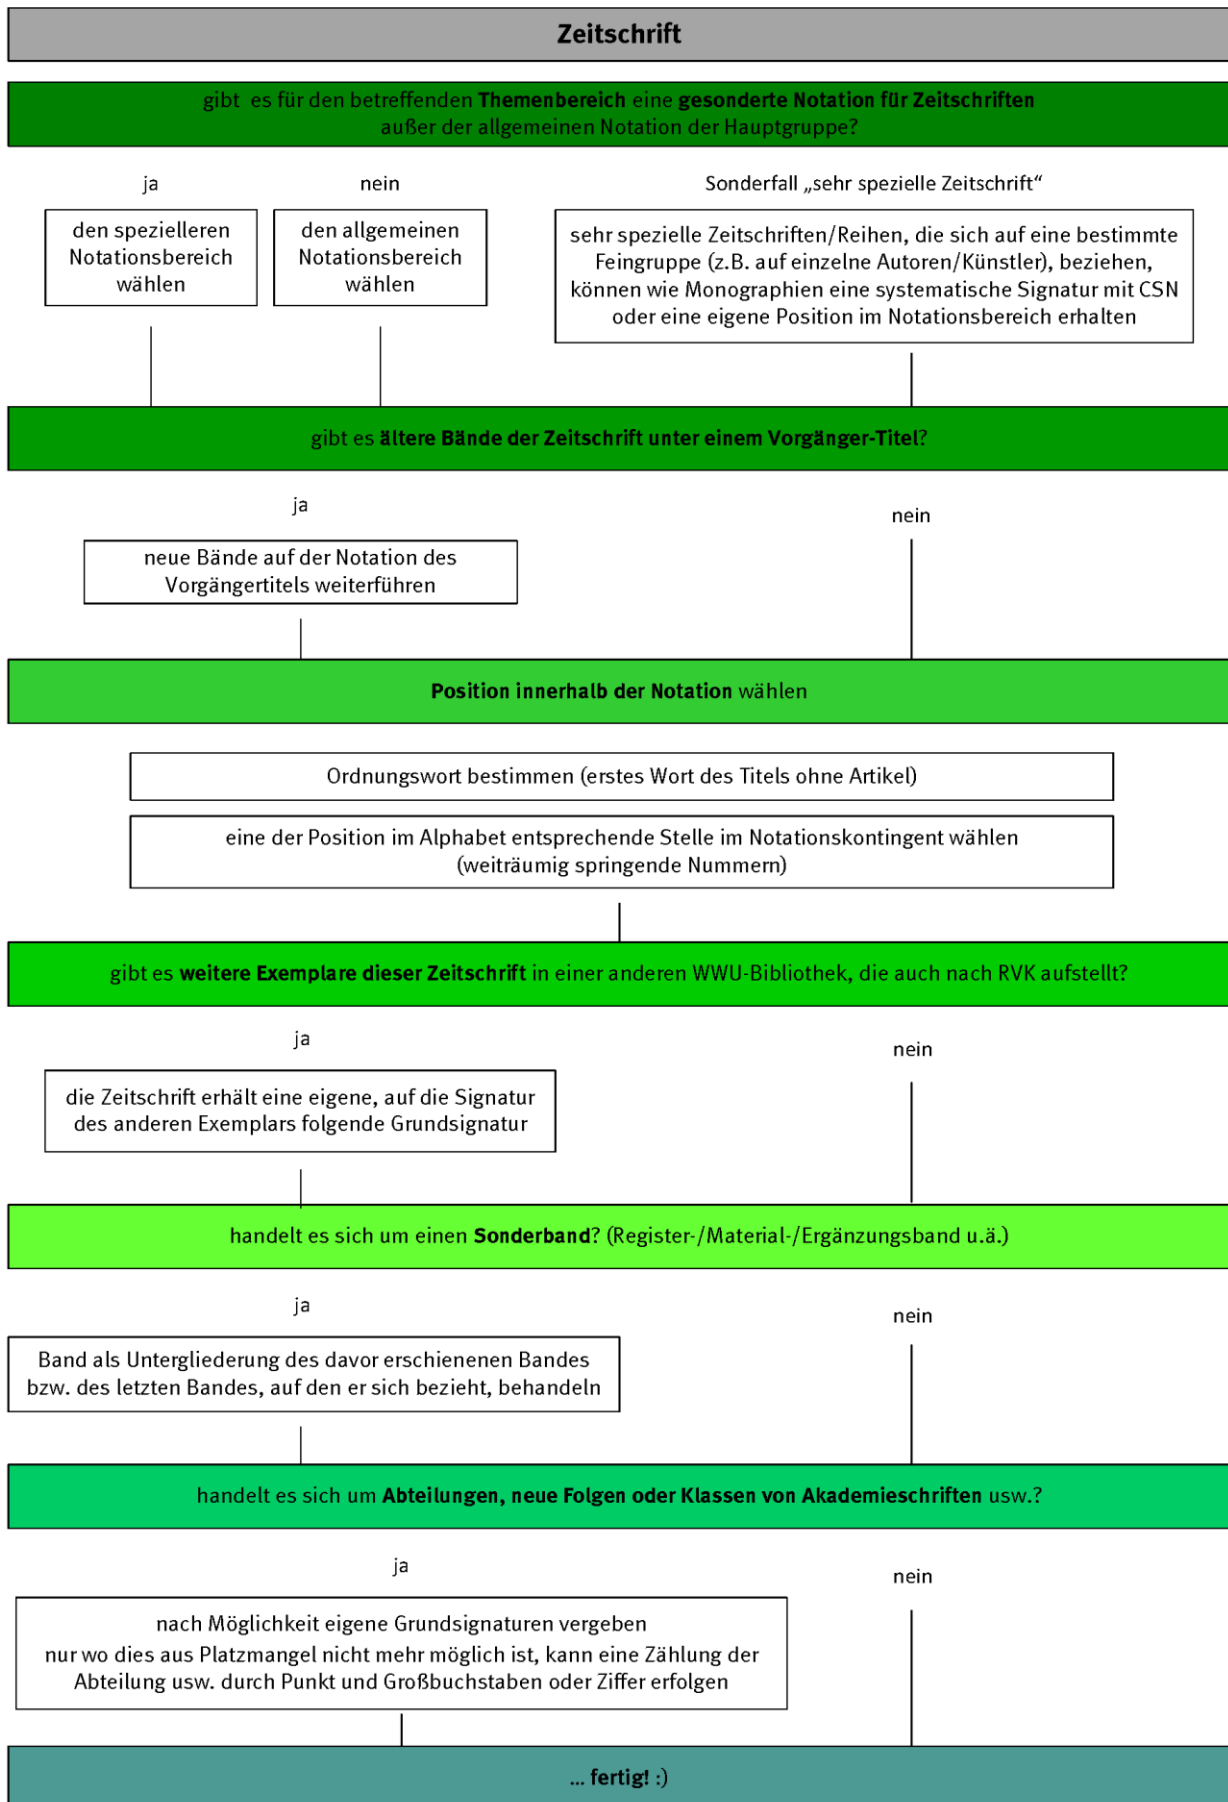 Zeitschrift
gibt es für den betreffenden Themenbereich eine gesonderte Notation für Zeitschriften
außer der allgemeinen Notation der Hauptgruppe?
ja
nein
Sonderfall „sehr spezielle Zeitschrift“
den spezielleren
Notationsbereich
wählen
den allgemeinen
Notationsbereich
wählen
sehr spezielle Zeitschriften/Reihen, die sich auf eine bestimmte
Feingruppe (z.B. auf einzelne Autoren/Künstler), beziehen,
können wie Monographien eine systematische Signatur mit CSN
oder eine eigene Position im Notationsbereich erhalten
gibt es ältere Bände der Zeitschrift unter einem Vorgänger-Titel?
ja
nein
neue Bände auf der Notation des
Vorgängertitels weiterführen
Position innerhalb der Notation wählen
Ordnungswort bestimmen (erstes Wort des Titels ohne Artikel)
eine der Position im Alphabet entsprechende Stelle im Notationskontingent wählen
(weiträumig springende Nummern)
gibt es weitere Exemplare dieser Zeitschrift in einer anderen WWU-Bibliothek, die auch nach RVK aufstellt?
ja
nein
die Zeitschrift erhält eine eigene, auf die Signatur
des anderen Exemplars folgende Grundsignatur
handelt es sich um einen Sonderband? (Register-/Material-/Ergänzungsband u.ä.)
ja
nein
Band als Untergliederung des davor erschienenen Bandes
bzw. des letzten Bandes, auf den er sich bezieht, behandeln
handelt es sich um Abteilungen, neue Folgen oder Klassen von Akademieschriften usw.?
ja
nein
nach Möglichkeit eigene Grundsignaturen vergeben
nur wo dies aus Platzmangel nicht mehr möglich ist, kann eine Zählung der
Abteilung usw. durch Punkt und Großbuchstaben oder Ziffer erfolgen
... fertig! :)